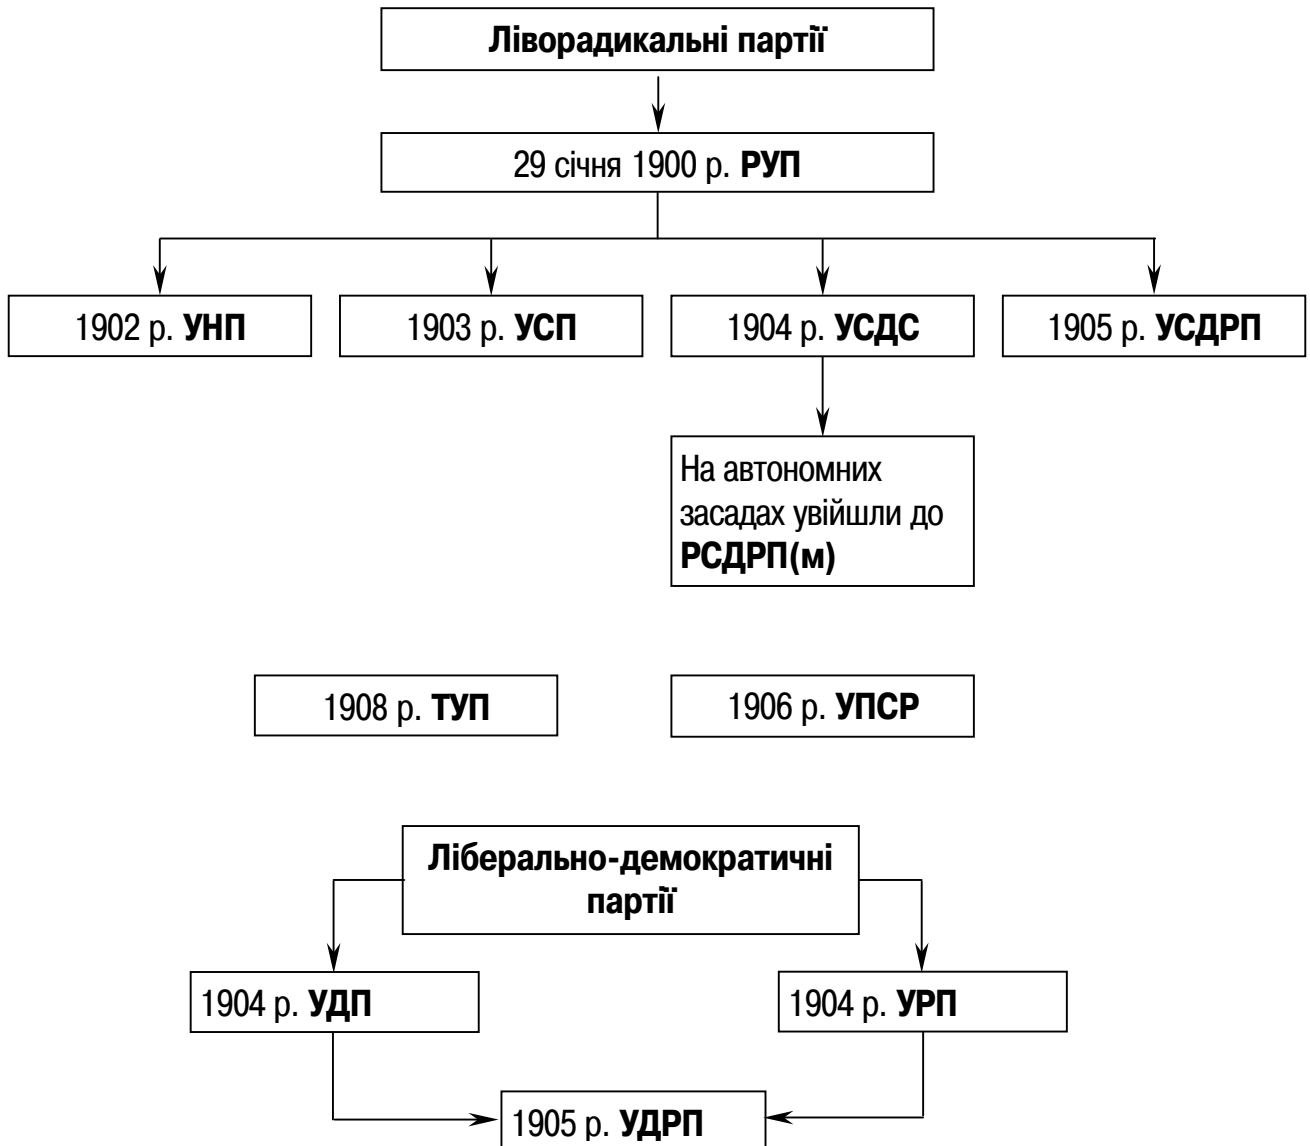 Ліворадикальні партії
29 січня 1900 р. РУП
1902 р. УНП
1903 р. УСП
1904 р. УСДС
1905 р. УСДРП
На автономних
засадах увійшли до
РСДРП(м)
1908 р. ТУП
1906 р. УПСР
Ліберально-демократичні
партії
1904 р. УДП
1904 р. УРП
1905 р. УДРП